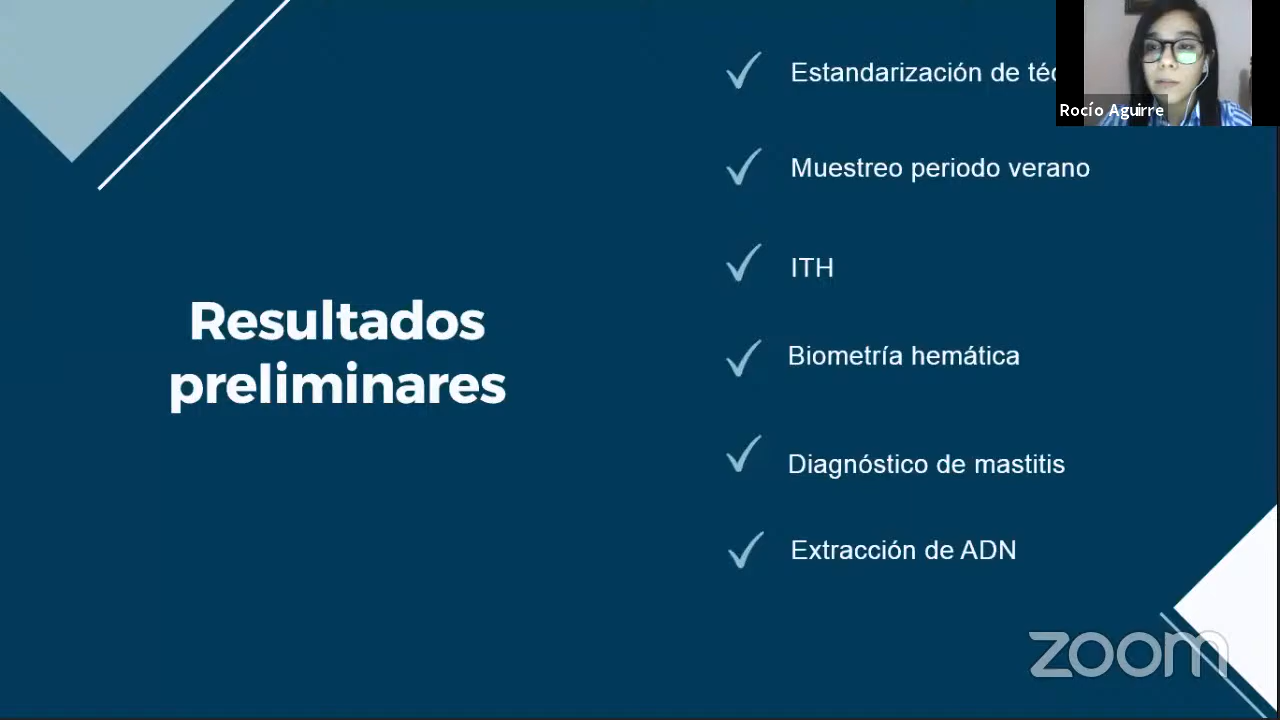 Resultados
preliminares
Estandarización de
Muestreo periodo verano
ITH
Biometría hemática
Diagnóstico de mastitis
Extracción de ADN
Rocío Aguirre
zoom